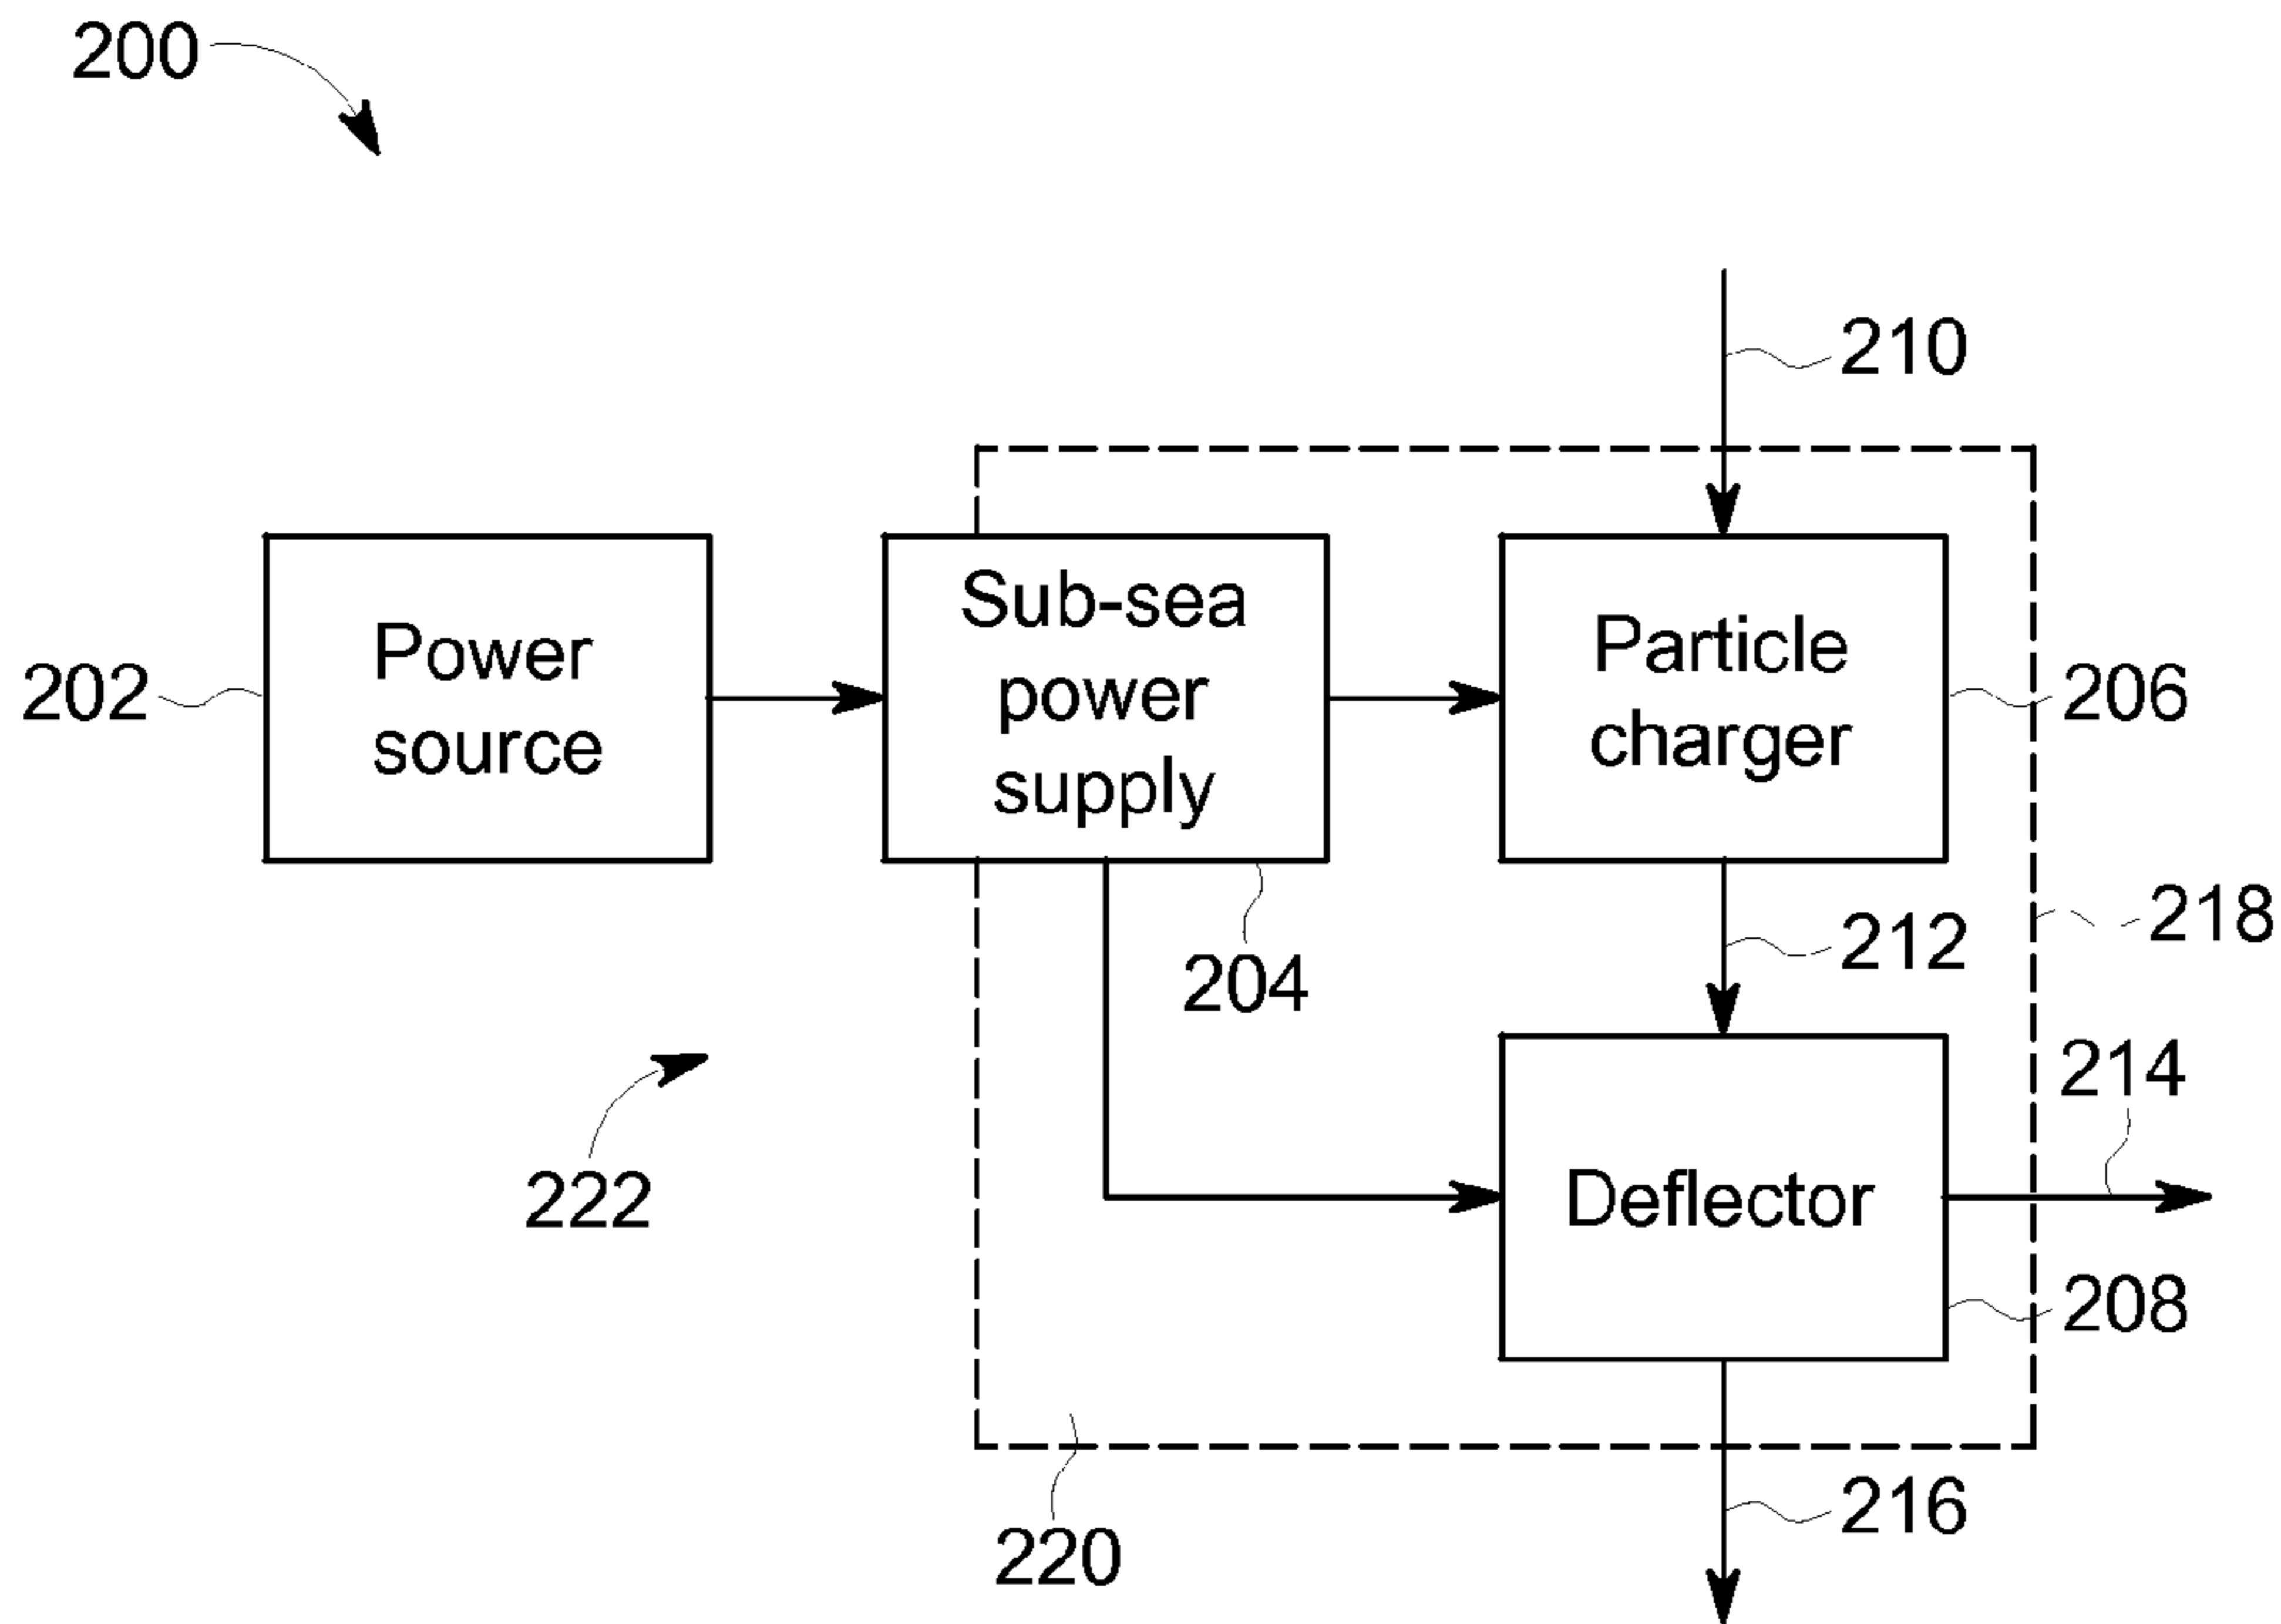 200
210
Power
source
202
Sub-sea
power
supply
204
Particle
charger
206
218
212
214
222
Deflector
208
216
220